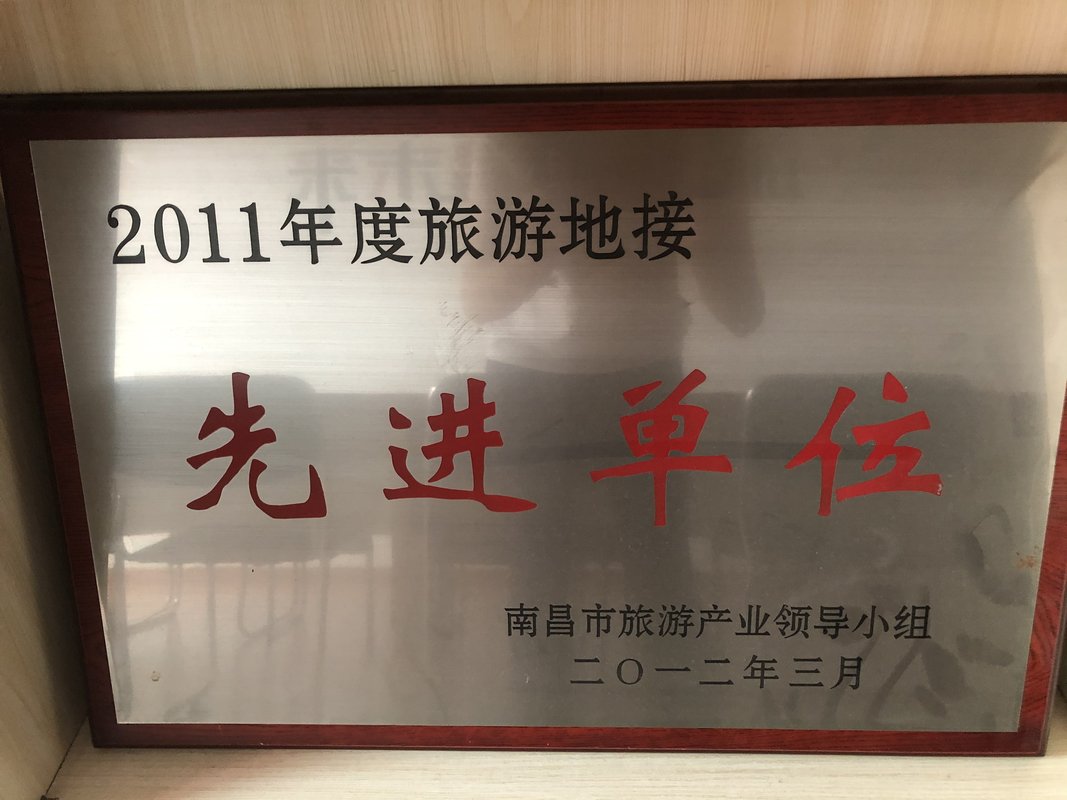 2011年度旅游地接
先进单位
南昌市旅游产业领导小组
二〇一二年三月